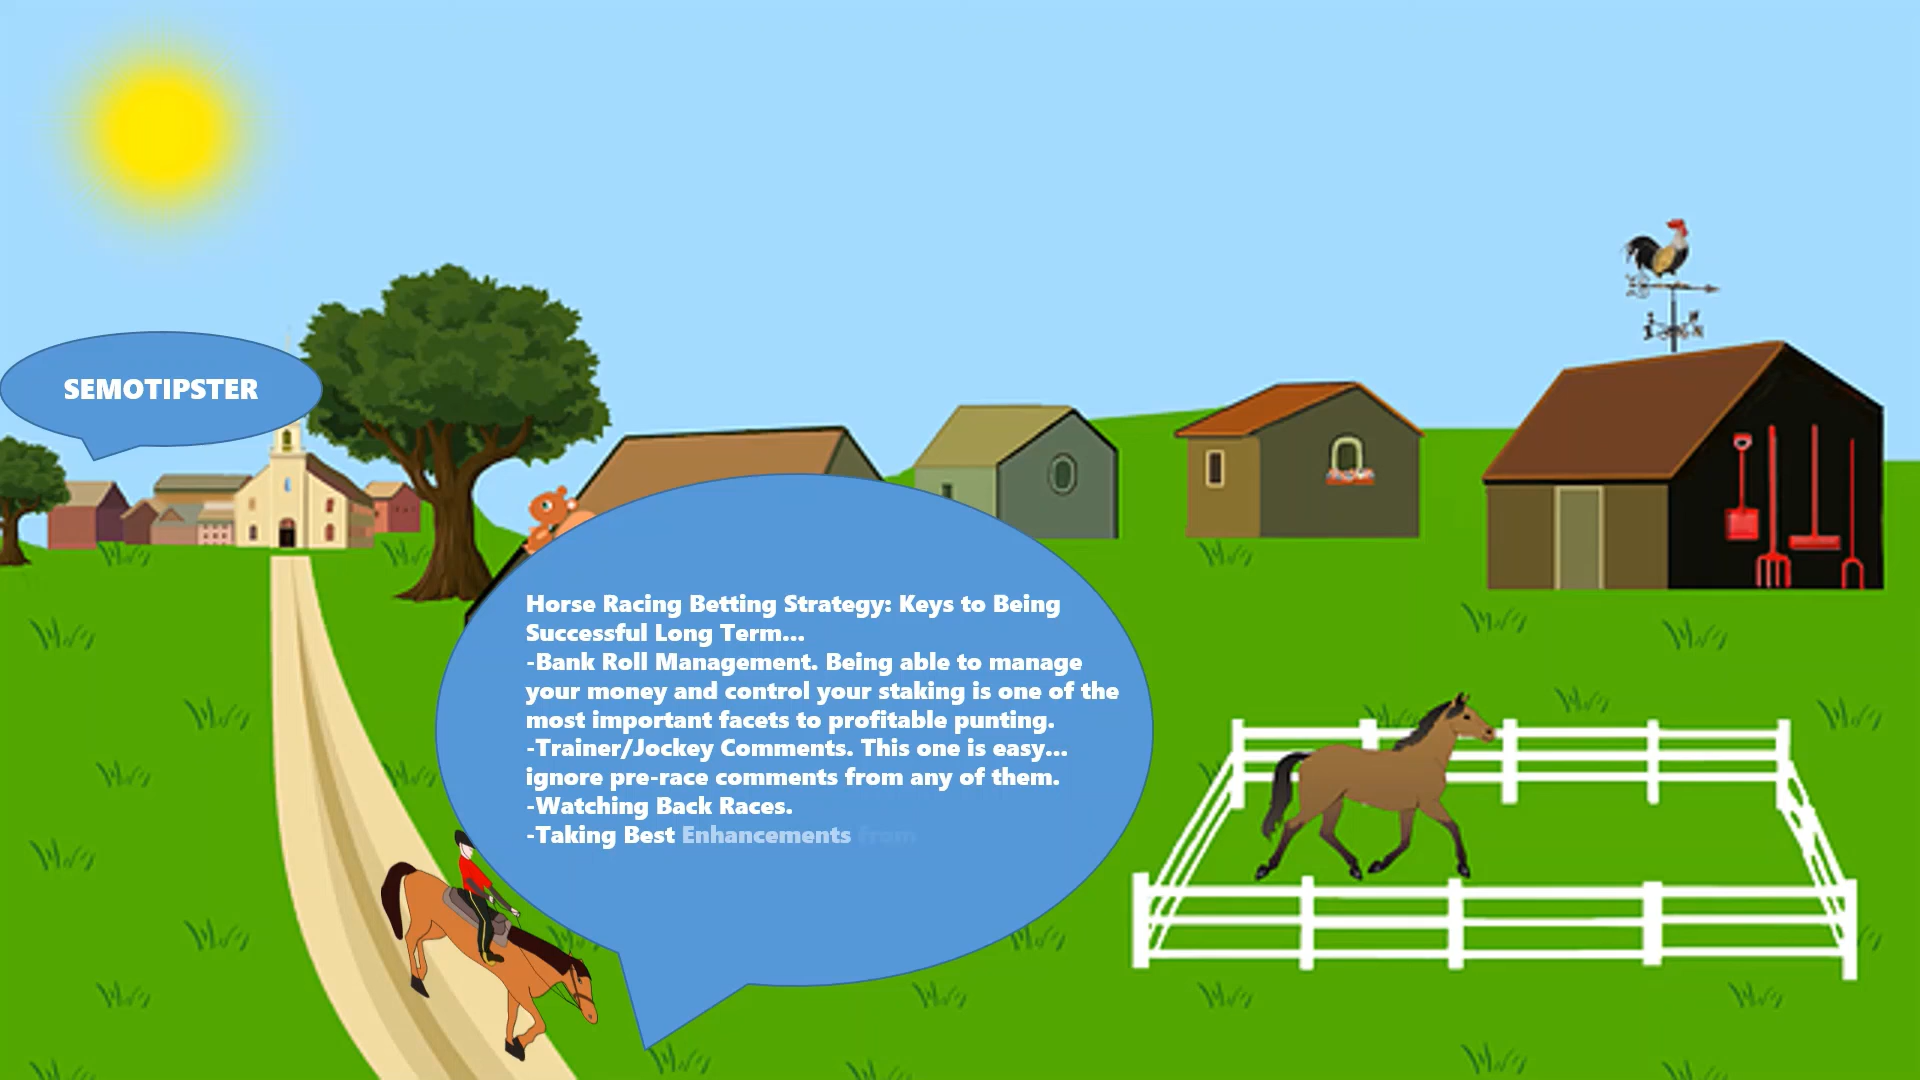 SEMOTIPSTER
Horse Racing Betting Strategy: Keys to Being
Successful Long Term...
-Bank Roll Management. Being able to manage
your money and control your staking is one of the
most important facets to profitable punting.
-Trainer/Jockey Comments. This one is easy...
ignore pre-race comments from any of them.
-Watching Back Races.
-Taking Best Enhancements from